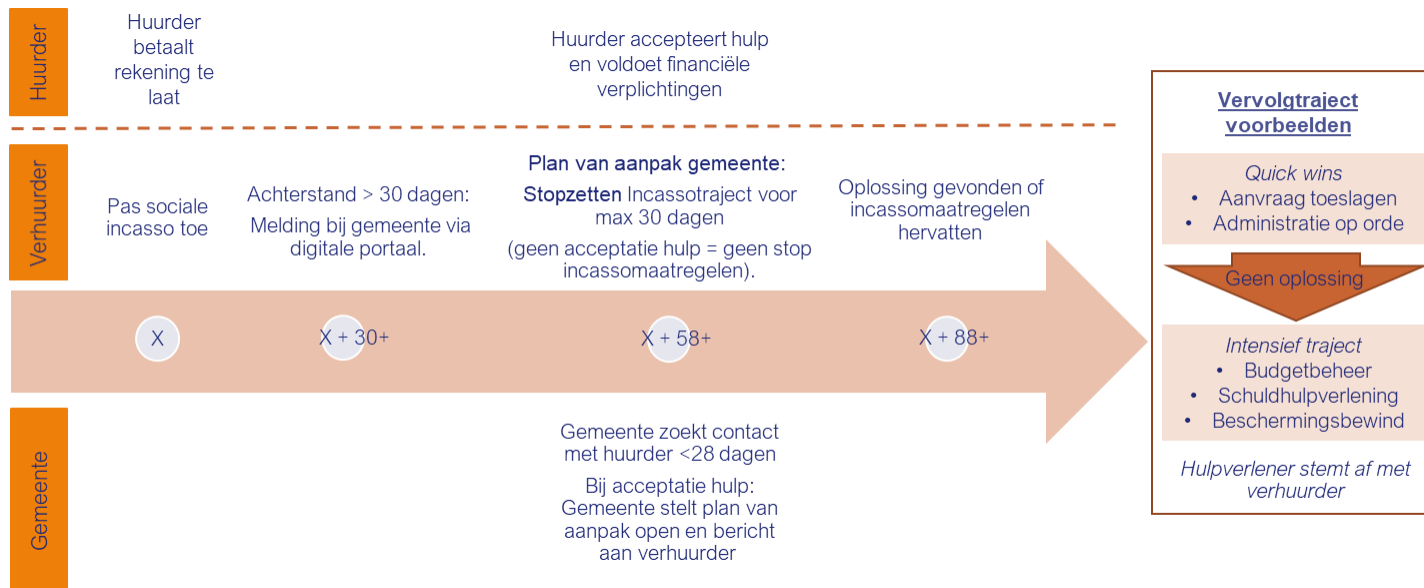 Huurder
Huurder
betaalt
rekening te
laat
Huurder accepteert hulp
en voldoet financiële
verplichtingen
Verhuurder
Pas sociale
incasso toe
Achterstand > 30 dagen:
Melding bij gemeente via
digitale portaal.
Plan van aanpak gemeente:
Stopzetten Incassotraject voor
max 30 dagen
(geen acceptatie hulp = geen stop
incassomaatregelen).
Oplossing gevonden of
incassomaatregelen
hervatten
X
X + 30+
X + 58+
X + 88+
Gemeente
Gemeente zoekt contact
met huurder <28 dagen
Bij acceptatie hulp:
Gemeente stelt plan van
aanpak open en bericht
aan verhuurder
Vervolgtraject
voorbeelden
Quick wins
• Aanvraag toeslagen
• Administratie op orde
Geen oplossing
Intensief traject
• Budgetbeheer
• Schuldhulpverlening
• Beschermingsbewind
Hulpverlener stemt af met
verhuurder